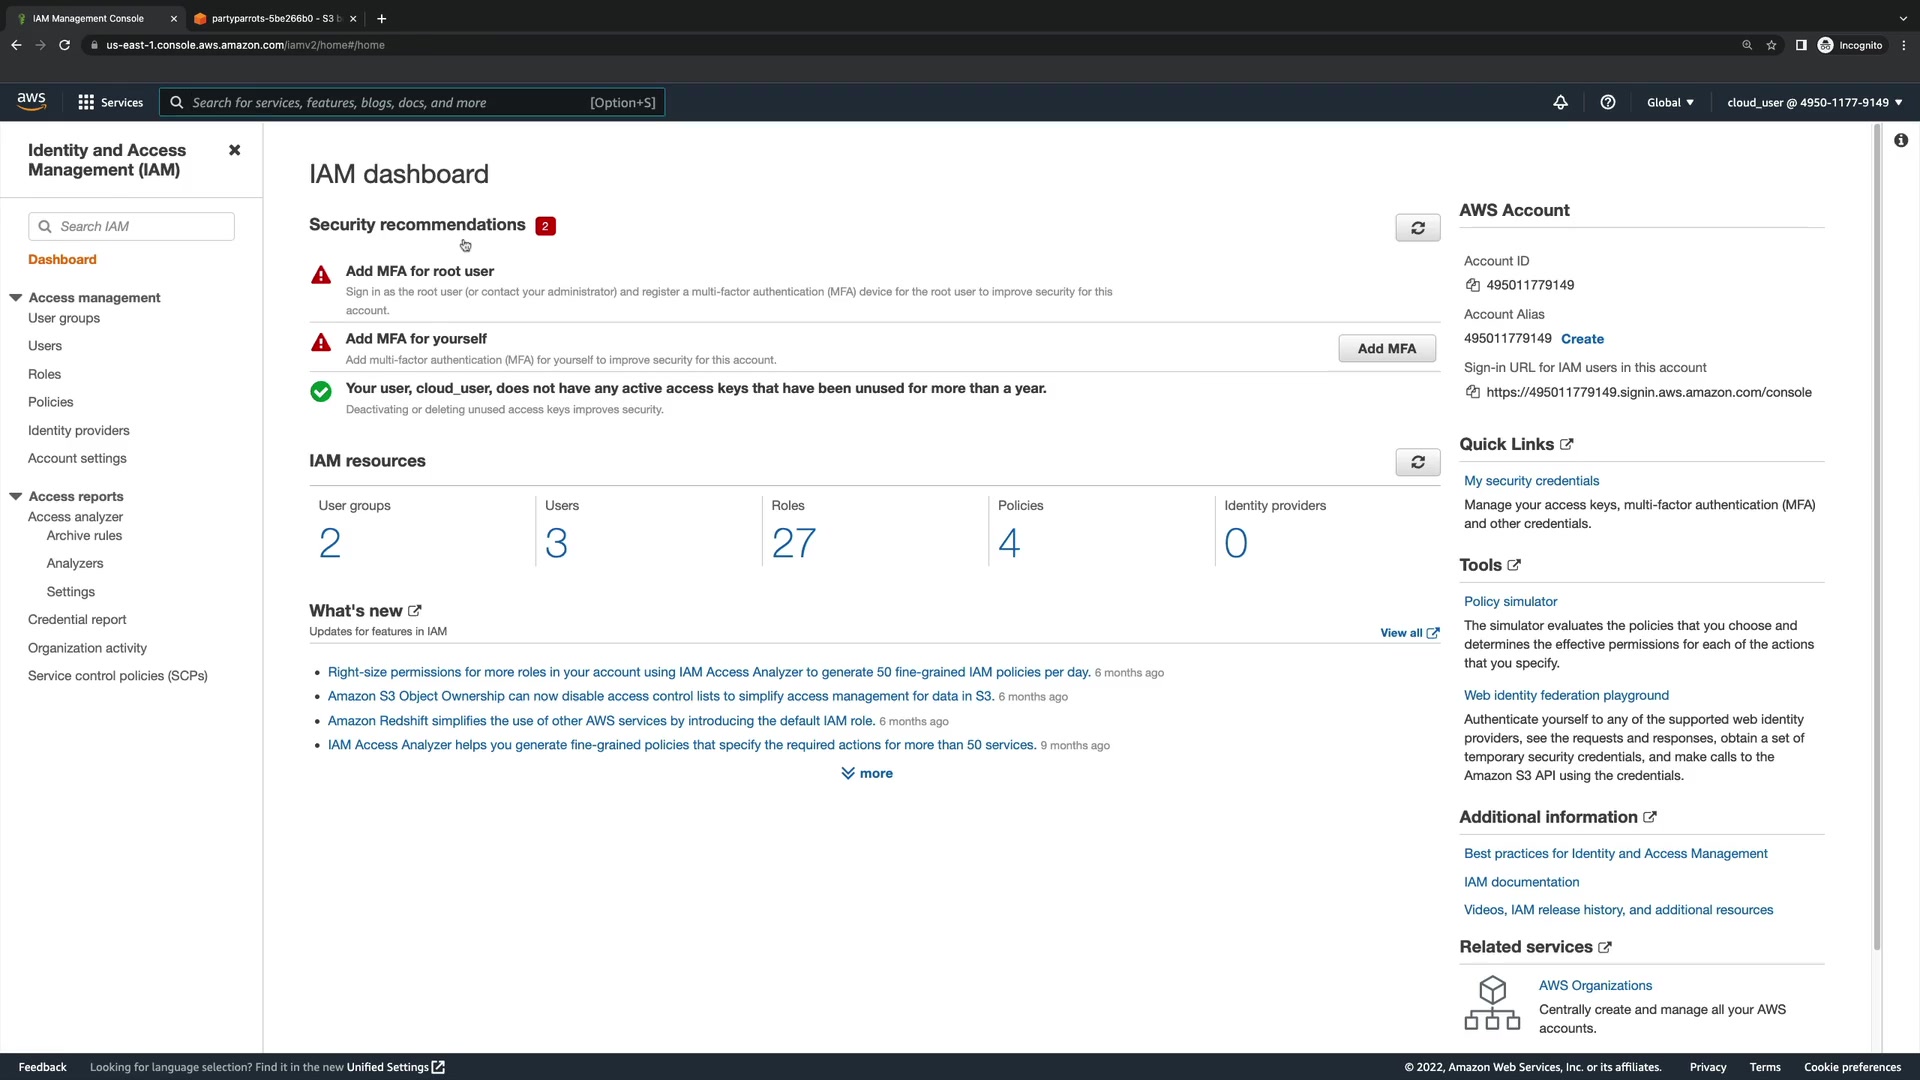 IAM Management Console
partyparrots-5be266b0 - S3 b
us-east-1.console.aws.amazon.com/iamv2/home#/home
Incognito
aws
Services
Search for services, features, blogs, docs, and more
[Option+S]
Global
cloud_user @ 4950-1177-9149
Identity and Access
Management (IAM)
Search IAM
Dashboard
Access management
User groups
Users
Roles
Policies
Identity providers
Account settings
Access reports
Access analyzer
Archive rules
Analyzers
Settings
Credential report
Organization activity
Service control policies (SCPs)
IAM dashboard
Security recommendations 2
Add MFA for root user
Sign in as the root user (or contact your administrator) and register a multi-factor authentication (MFA) device for the root user to improve security for this
account.
Add MFA for yourself
Add multi-factor authentication (MFA) for yourself to improve security for this account.
Add MFA
Your user, cloud_user, does not have any active access keys that have been unused for more than a year.
Deactivating or deleting unused access keys improves security.
IAM resources
User groups
2
Users
3
Roles
27
Policies
4
Identity providers
0
What's new
Updates for features in IAM
View all
Right-size permissions for more roles in your account using IAM Access Analyzer to generate 50 fine-grained IAM policies per day. 6 months ago
Amazon S3 Object Ownership can now disable access control lists to simplify access management for data in S3. 6 months ago
Amazon Redshift simplifies the use of other AWS services by introducing the default IAM role. 6 months ago
IAM Access Analyzer helps you generate fine-grained policies that specify the required actions for more than 50 services. 9 months ago
more
AWS Account
Account ID
495011779149
Account Alias
495011779149 Create
Sign-in URL for IAM users in this account
https://495011779149.signin.aws.amazon.com/console
Quick Links
My security credentials
Manage your access keys, multi-factor authentication (MFA)
and other credentials.
Tools
Policy simulator
The simulator evaluates the policies that you choose and
determines the effective permissions for each of the actions
that you specify.
Web identity federation playground
Authenticate yourself to any of the supported web identity
providers, see the requests and responses, obtain a set of
temporary security credentials, and make calls to the
Amazon S3 API using the credentials.
Additional information
Best practices for Identity and Access Management
IAM documentation
Videos, IAM release history, and additional resources
Related services
AWS Organizations
Centrally create and manage all your AWS
accounts.
Feedback
Looking for language selection? Find it in the new Unified Settings
© 2022, Amazon Web Services, Inc. or its affiliates.
Privacy
Terms
Cookie preferences